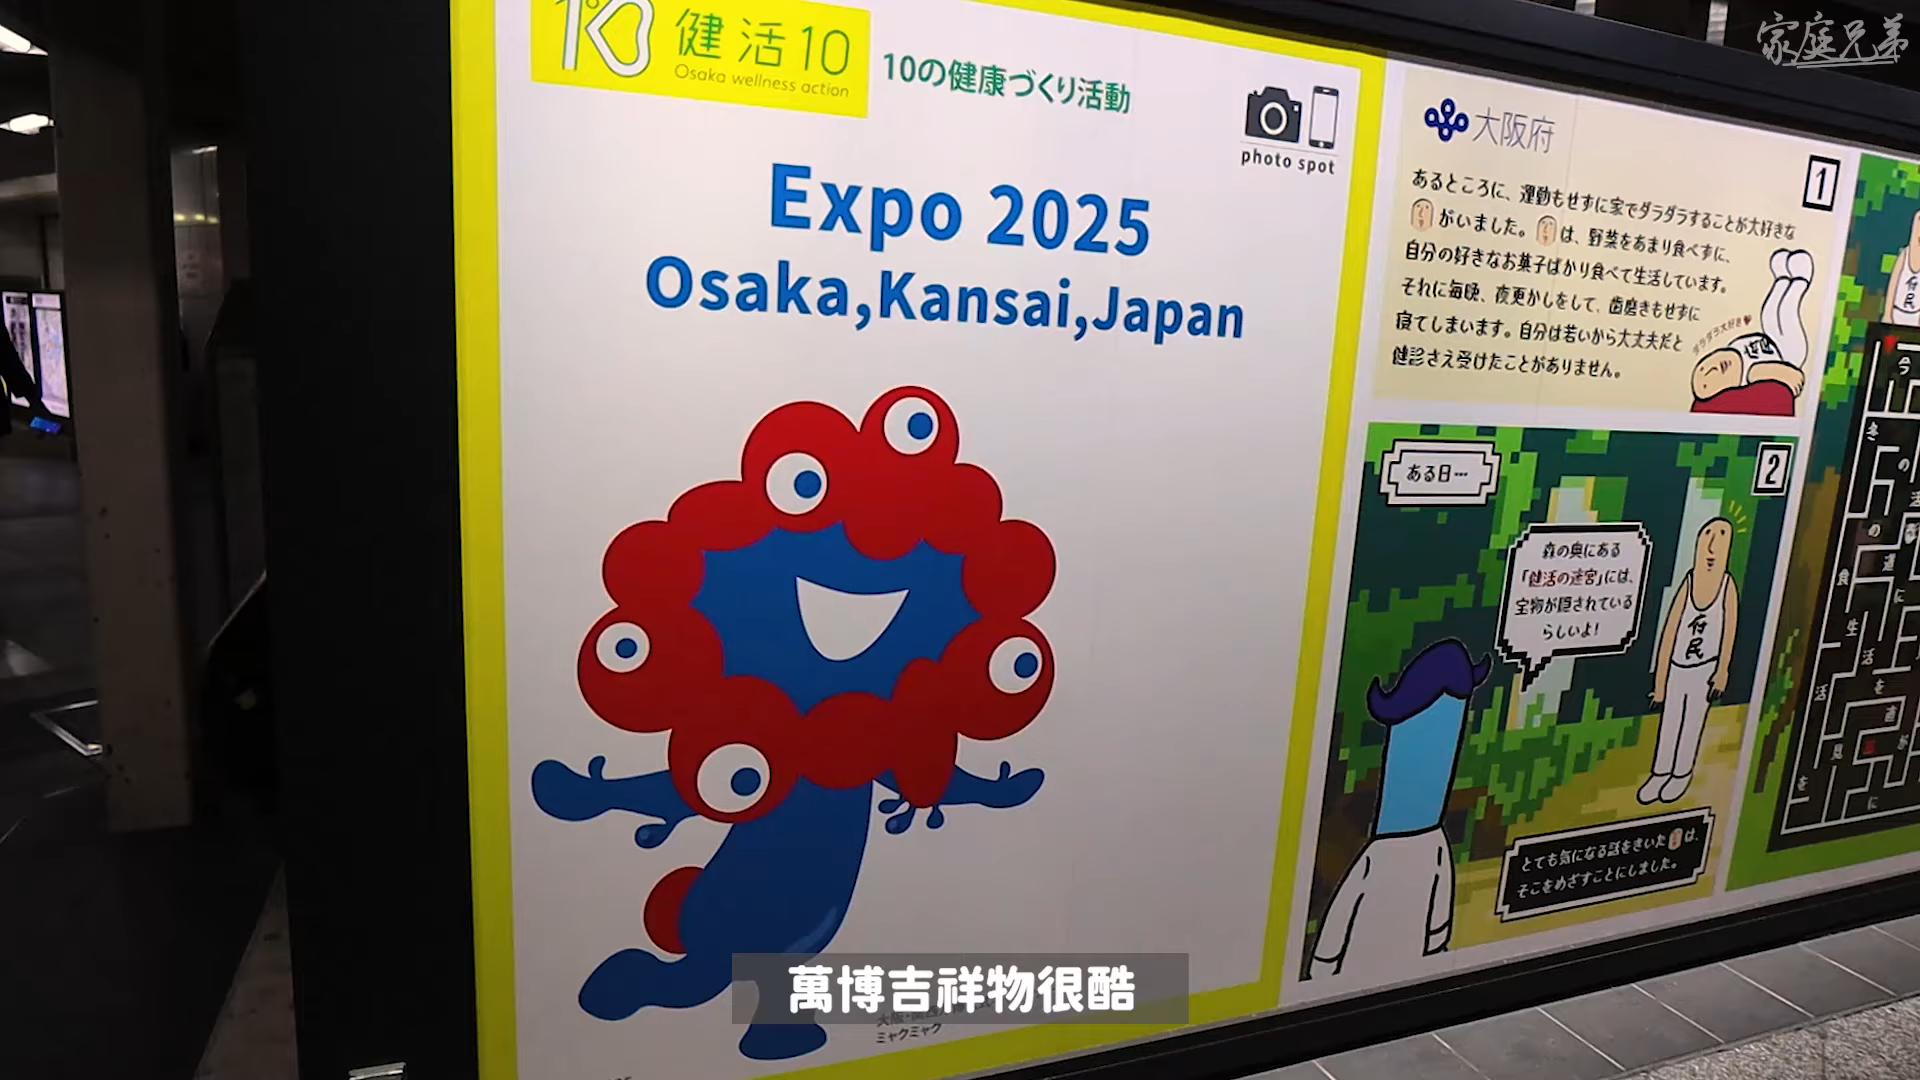 家庭兄弟
10 健活10
Osaka wellness action
10の健康づくり活動
photo spot
Expo 2025
Osaka,Kansai,Japan
ミャクミャク
大阪府
1
あるところに、運動もせずに家でダラダラすることが大好きな
がいました。は、野菜をあまり食べずに、
自分の好きなお菓子ばかり食べて生活しています。
それに毎晩、夜更かしをして、歯磨きもせずに
寝てしまいます。自分は若いから大丈夫だと
健診さえ受けたことがありません。
ダラダラ大好き♥
2
ある日…
森の奥にある
「健活の迷宮」には、
宝物が隠されている
らしいよ!
府民
とても気になる話をきいたは、
そこをめざすことにしました。
萬博吉祥物很酷